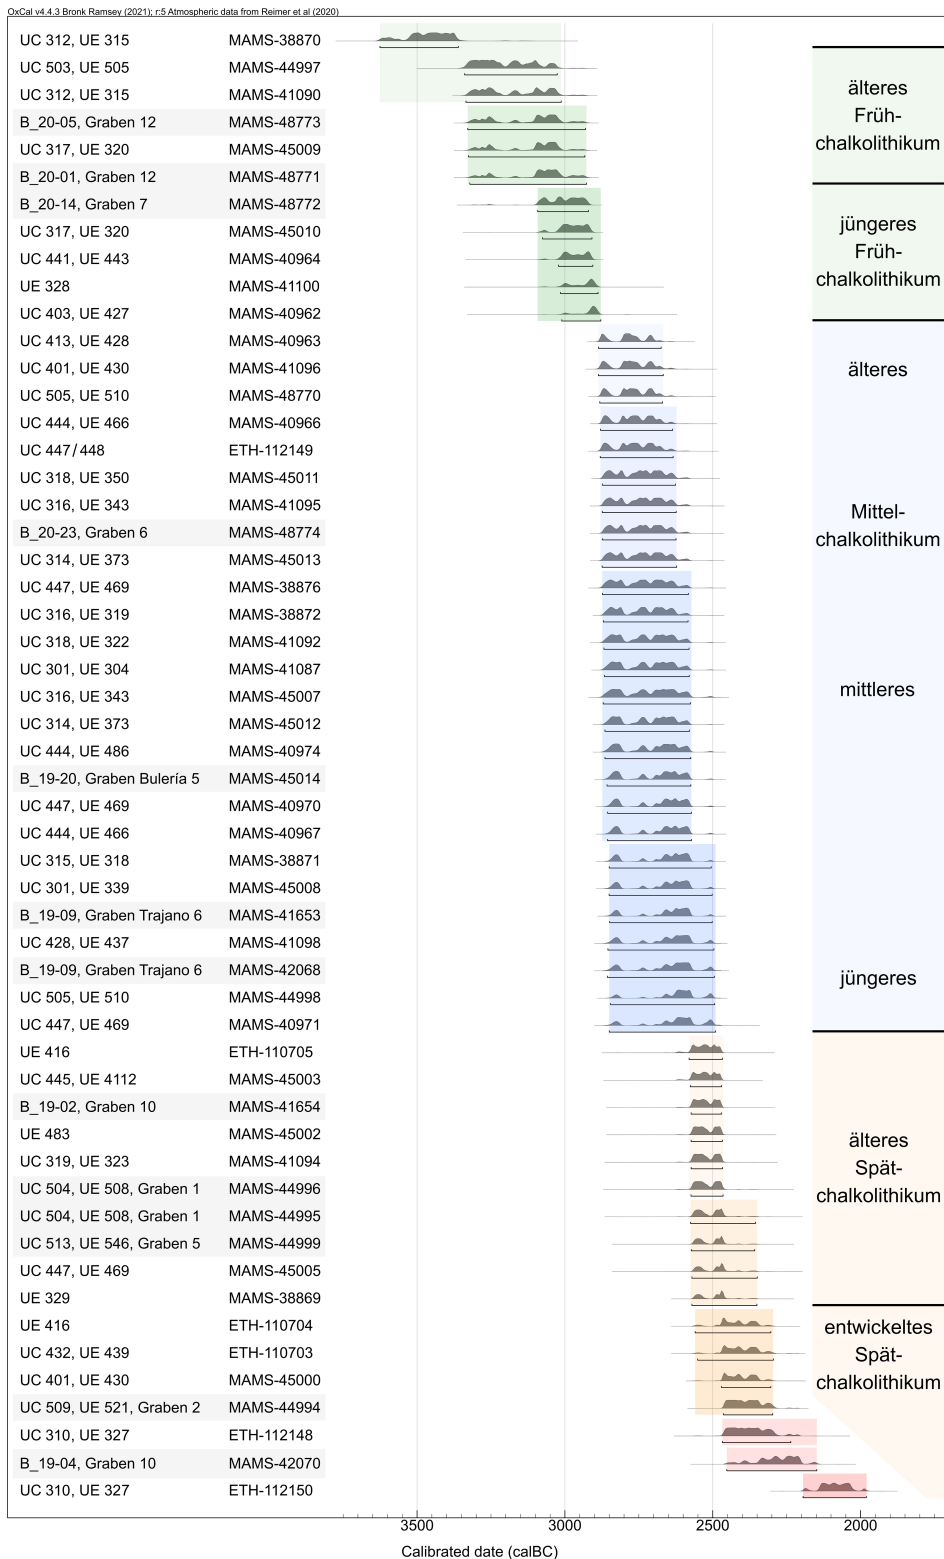 OxCal v4.4.3 Bronk Ramsey (2021); r:5 Atmospheric data from Reimer et al (2020)
UC 312, UE 315 MAMS-38870
UC 503, UE 505 MAMS-44997
UC 312, UE 315 MAMS-41090
B_20-05, Graben 12 MAMS-48773
UC 317, UE 320 MAMS-45009
B_20-01, Graben 12 MAMS-48771
B_20-14, Graben 7 MAMS-48772
UC 317, UE 320 MAMS-45010
UC 441, UE 443 MAMS-40964
UE 328 MAMS-41100
UC 403, UE 427 MAMS-40962
UC 413, UE 428 MAMS-40963
UC 401, UE 430 MAMS-41096
UC 505, UE 510 MAMS-48770
UC 444, UE 466 MAMS-40966
UC 447/448 ETH-112149
UC 318, UE 350 MAMS-45011
UC 316, UE 343 MAMS-41095
B_20-23, Graben 6 MAMS-48774
UC 314, UE 373 MAMS-45013
UC 447, UE 469 MAMS-38876
UC 316, UE 319 MAMS-38872
UC 318, UE 322 MAMS-41092
UC 301, UE 304 MAMS-41087
UC 316, UE 343 MAMS-45007
UC 314, UE 373 MAMS-45012
UC 444, UE 486 MAMS-40974
B_19-20, Graben Bulería 5 MAMS-45014
UC 447, UE 469 MAMS-40970
UC 444, UE 466 MAMS-40967
UC 315, UE 318 MAMS-38871
UC 301, UE 339 MAMS-45008
B_19-09, Graben Trajano 6 MAMS-41653
UC 428, UE 437 MAMS-41098
B_19-09, Graben Trajano 6 MAMS-42068
UC 505, UE 510 MAMS-44998
UC 447, UE 469 MAMS-40971
UE 416 ETH-110705
UC 445, UE 4112 MAMS-45003
B_19-02, Graben 10 MAMS-41654
UE 483 MAMS-45002
UC 319, UE 323 MAMS-41094
UC 504, UE 508, Graben 1 MAMS-44996
UC 504, UE 508, Graben 1 MAMS-44995
UC 513, UE 546, Graben 5 MAMS-44999
UC 447, UE 469 MAMS-45005
UE 329 MAMS-38869
UE 416 ETH-110704
UC 432, UE 439 ETH-110703
UC 401, UE 430 MAMS-45000
UC 509, UE 521, Graben 2 MAMS-44994
UC 310, UE 327 ETH-112148
B_19-04, Graben 10 MAMS-42070
UC 310, UE 327 ETH-112150
älteres
Früh-
chalkolithikum
jüngeres
Früh-
chalkolithikum
älteres
Mittel-
chalkolithikum
mittleres
jüngeres
älteres
Spät-
chalkolithikum
entwickeltes
Spät-
chalkolithikum
3500 3000 2500 2000
Calibrated date (calBC)